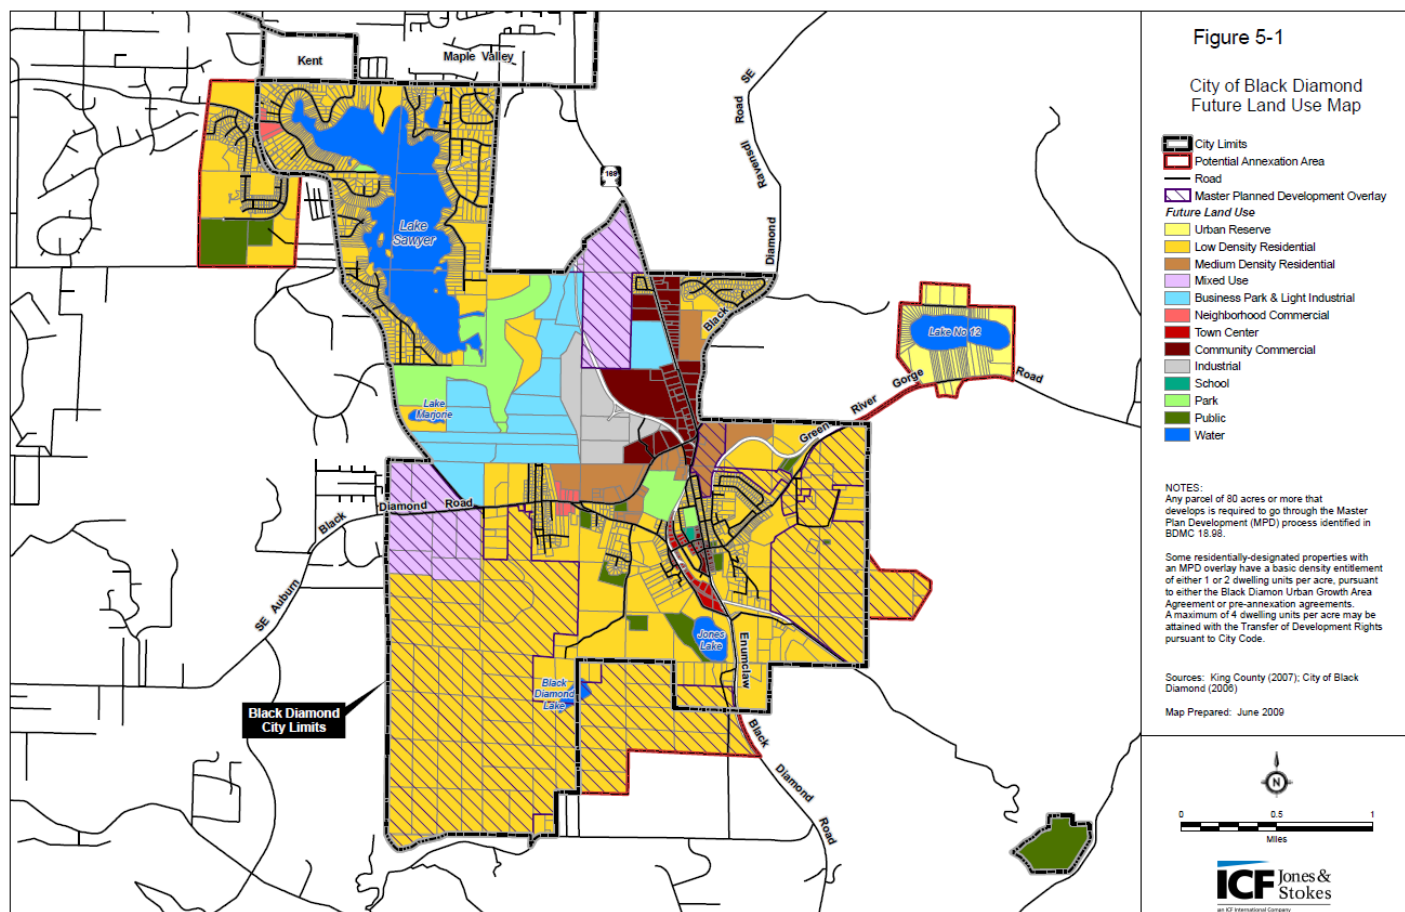 Figure 5-1
City of Black Diamond
Future Land Use Map
City Limits
Potential Annexation Area
Road
Master Planned Development Overlay
Future Land Use
Urban Reserve
Low Density Residential
Medium Density Residential
Mixed Use
Business Park & Light Industrial
Neighborhood Commercial
Town Center
Community Commercial
Industrial
School
Park
Public
Water
NOTES:
Any parcel of 80 acres or more that
develops is required to go through the Master
Plan Development (MPD) process identified in
BDMC 18.98.
Some residentially-designated properties with
an MPD overlay have a basic density entitlement
of either 1 or 2 dwelling units per acre, pursuant
to either the Black Diamon Urban Growth Area
Agreement or pre-annexation agreements.
A maximum of 4 dwelling units per acre may be
attained with the Transfer of Development Rights
pursuant to City Code.
Sources: King County (2007); City of Black
Diamond (2006)
Map Prepared: June 2009
N
0 0.5 1
Miles
ICF Jones &
Stokes
an ICF International Company
Kent
Maple Valley
169
Black Diamond Ravensdl Road SE
Lake
Sawyer
Lake No 12
Green River Gorge Road
Lake
Marjorie
SE Auburn Black Diamond Road
Jones
Lake
Black
Diamond
Lake
Enumclaw Black Diamond Road
Black Diamond
City Limits